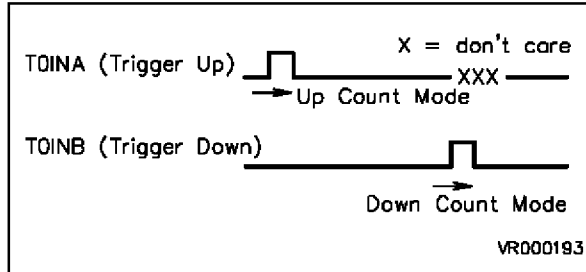 X = don't care
T0INA (Trigger Up)
XXX
Up Count Mode
T0INB (Trigger Down)
Down Count Mode
VR000193